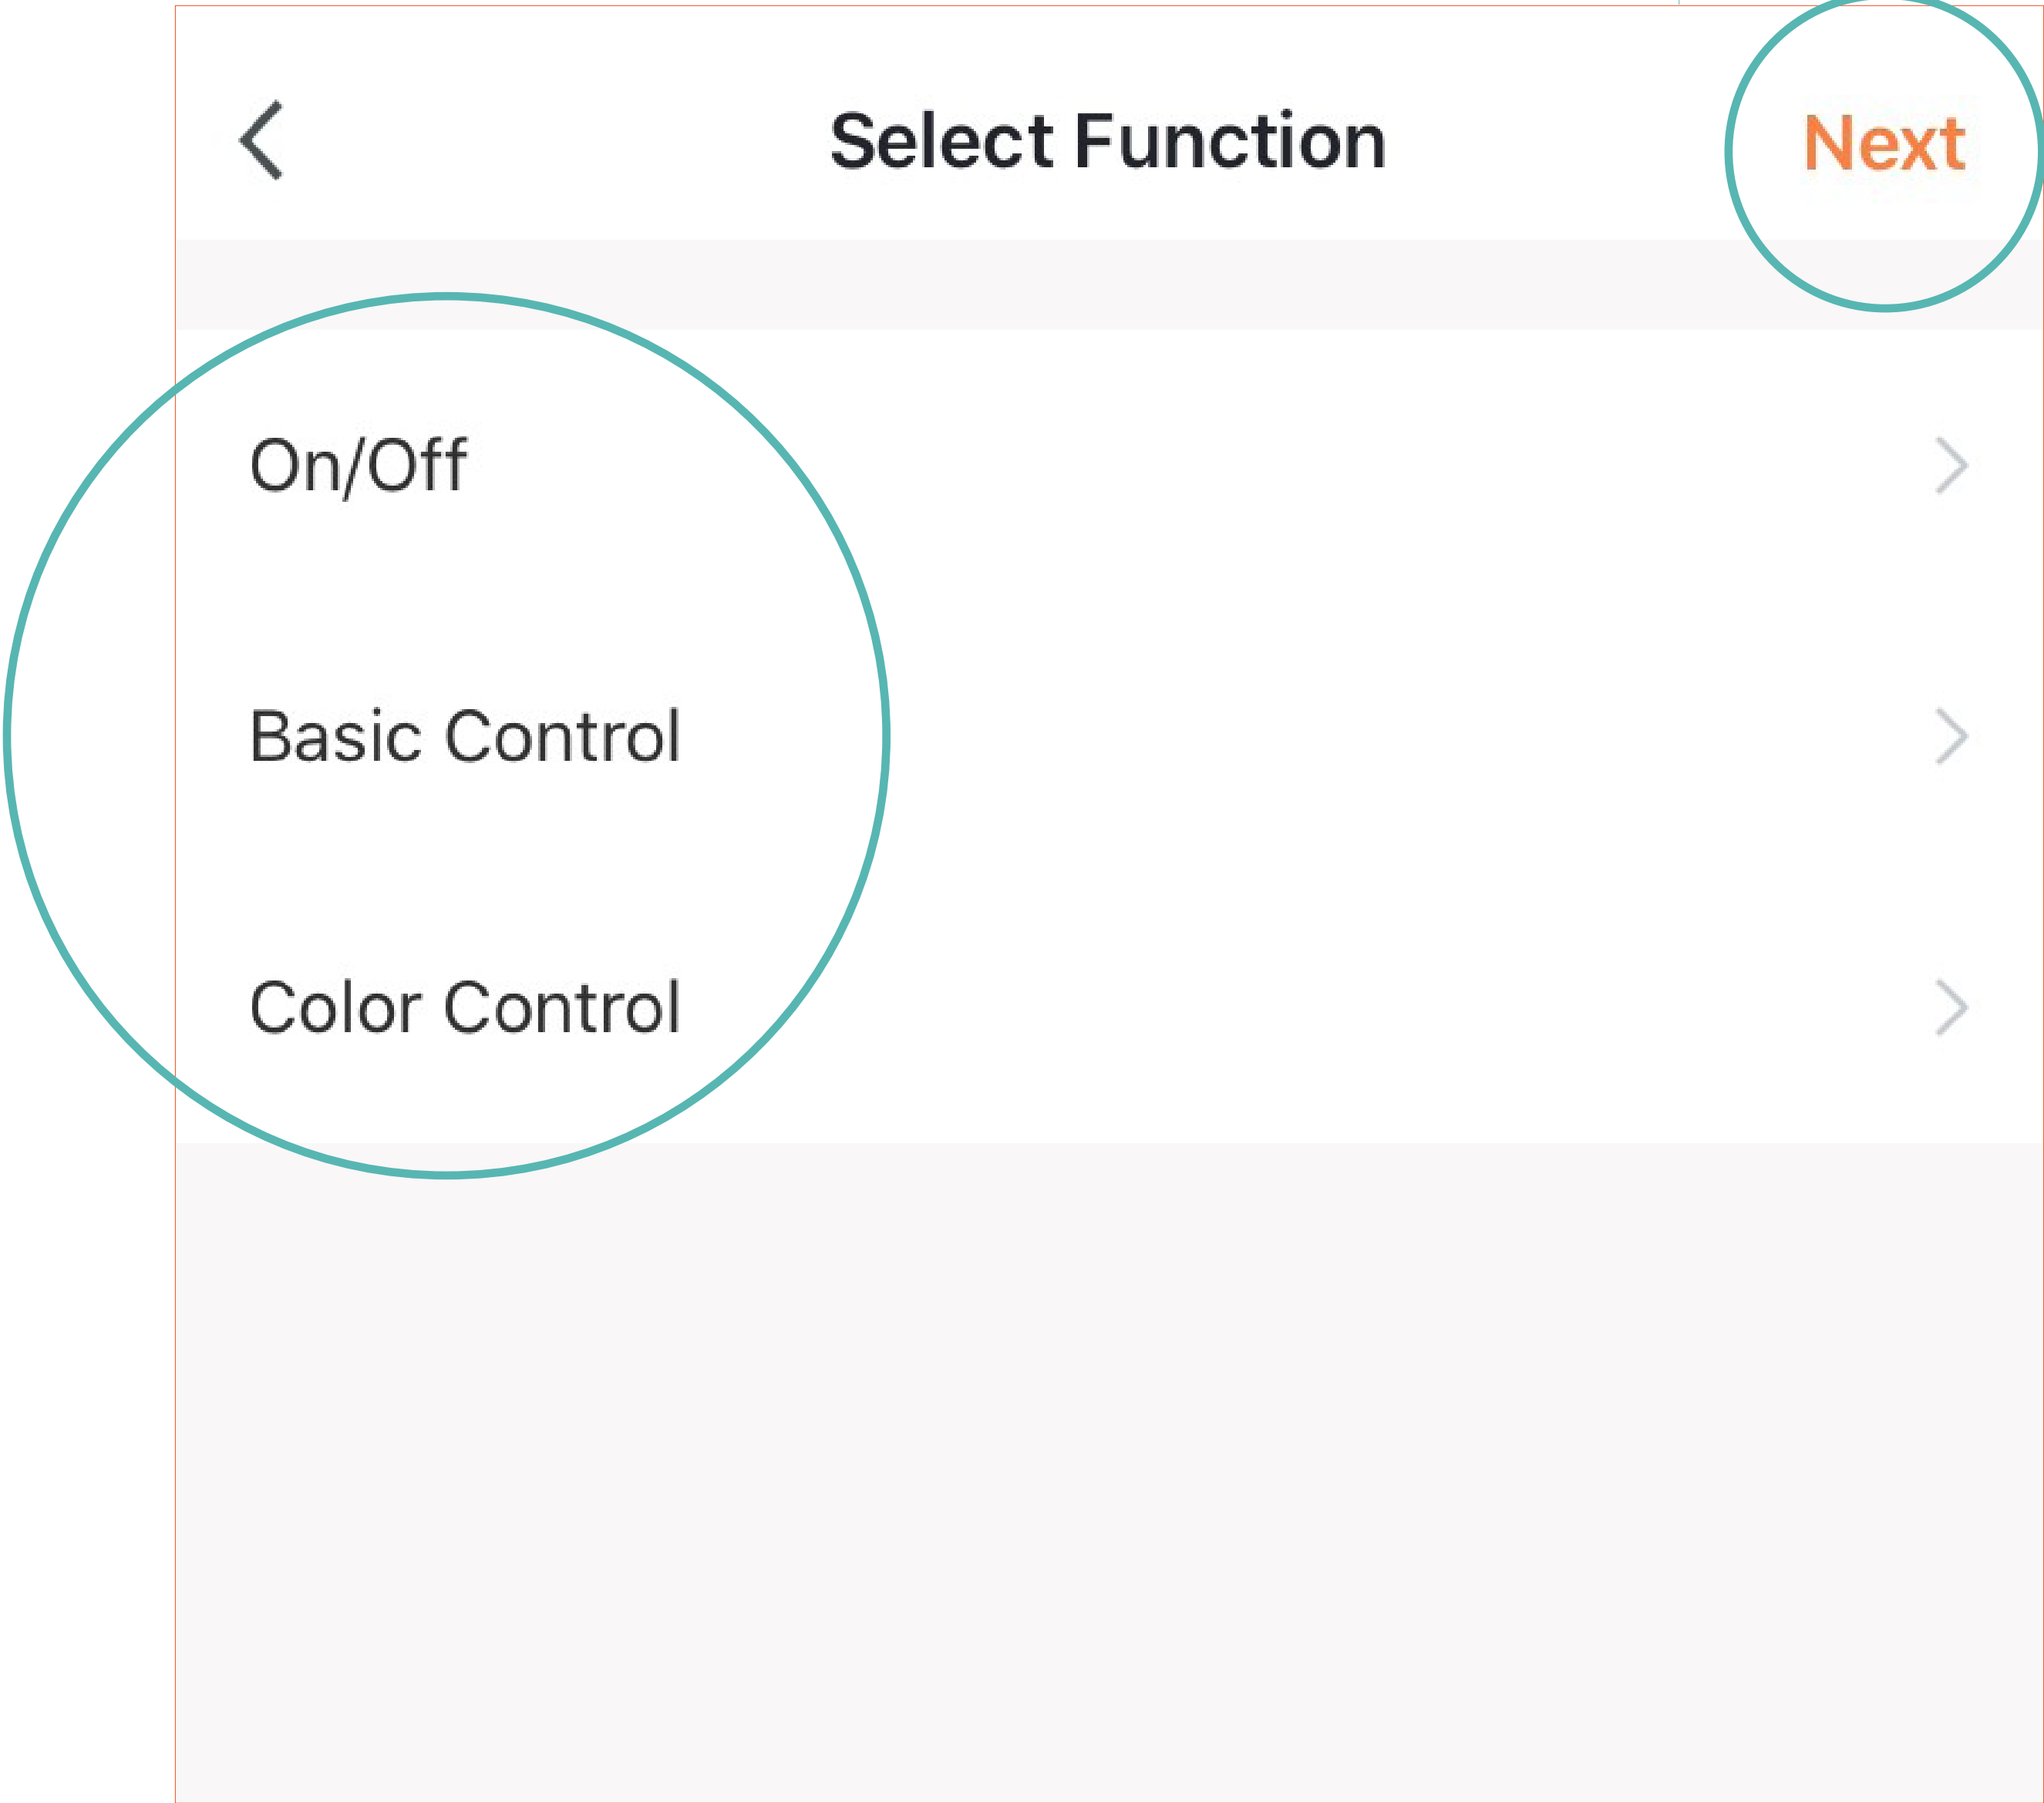 Select Function
Next
On/Off
Basic Control
Color Control